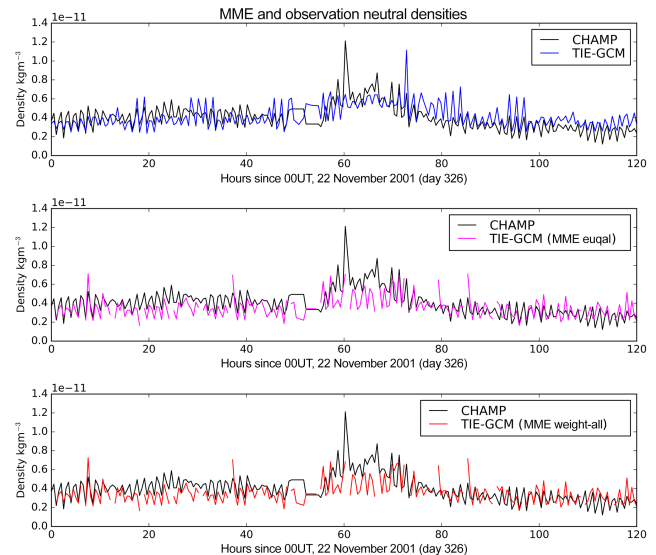 MME and observation neutral densities
1e−11
Density kgm−3
1.4
1.2
1.0
0.8
0.6
0.4
0.2
0.0
CHAMP
TIE-GCM
0 20 40 60 80 100 120
Hours since 00UT, 22 November 2001 (day 326)
1e−11
Density kgm−3
1.4
1.2
1.0
0.8
0.6
0.4
0.2
0.0
CHAMP
TIE-GCM (MME euqal)
0 20 40 60 80 100 120
Hours since 00UT, 22 November 2001 (day 326)
1e−11
Density kgm−3
1.4
1.2
1.0
0.8
0.6
0.4
0.2
0.0
CHAMP
TIE-GCM (MME weight-all)
0 20 40 60 80 100 120
Hours since 00UT, 22 November 2001 (day 326)